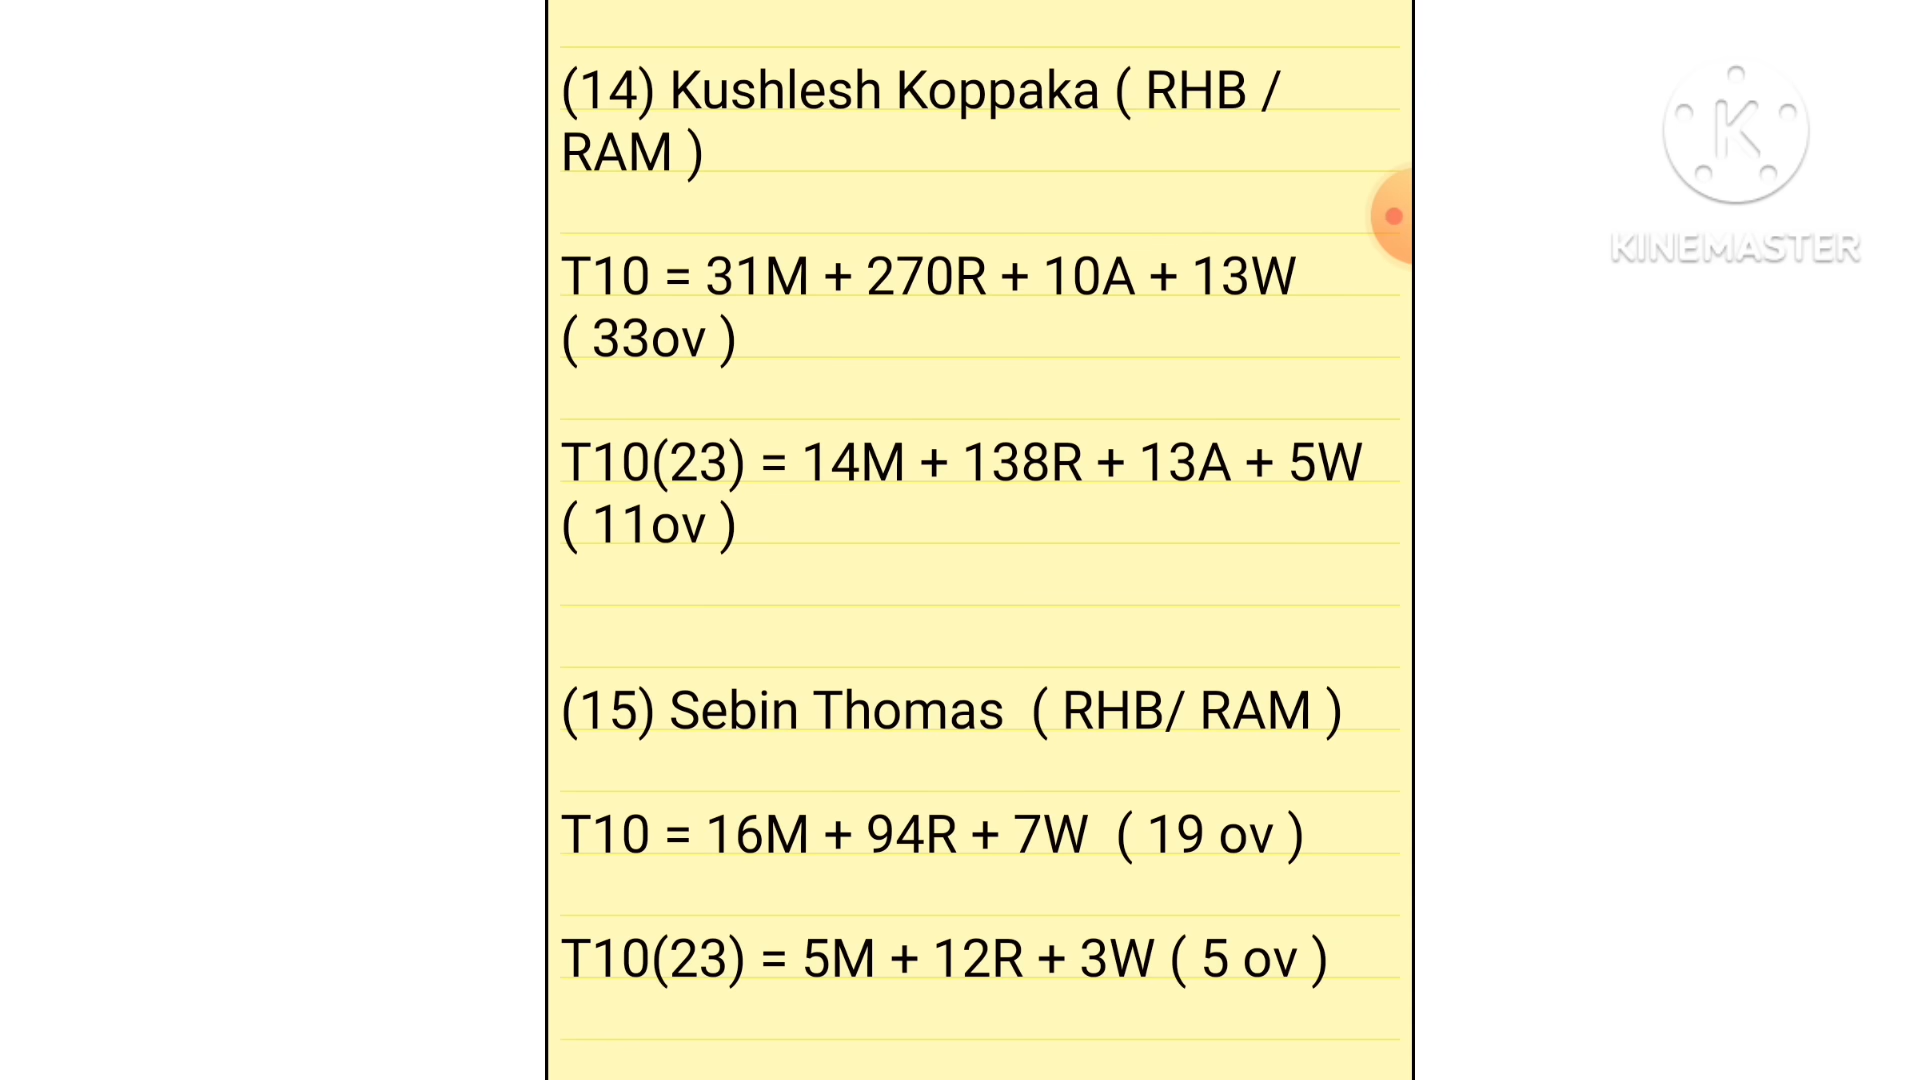 (14) Kushlesh Koppaka ( RHB /
RAM )
T10 = 31M + 270R + 10A + 13W
( 33ov )
T10(23) = 14M + 138R + 13A + 5W
( 11ov )
(15) Sebin Thomas  ( RHB/ RAM )
T10 = 16M + 94R + 7W  ( 19 ov )
T10(23) = 5M + 12R + 3W ( 5 ov )
K
KINEMASTER